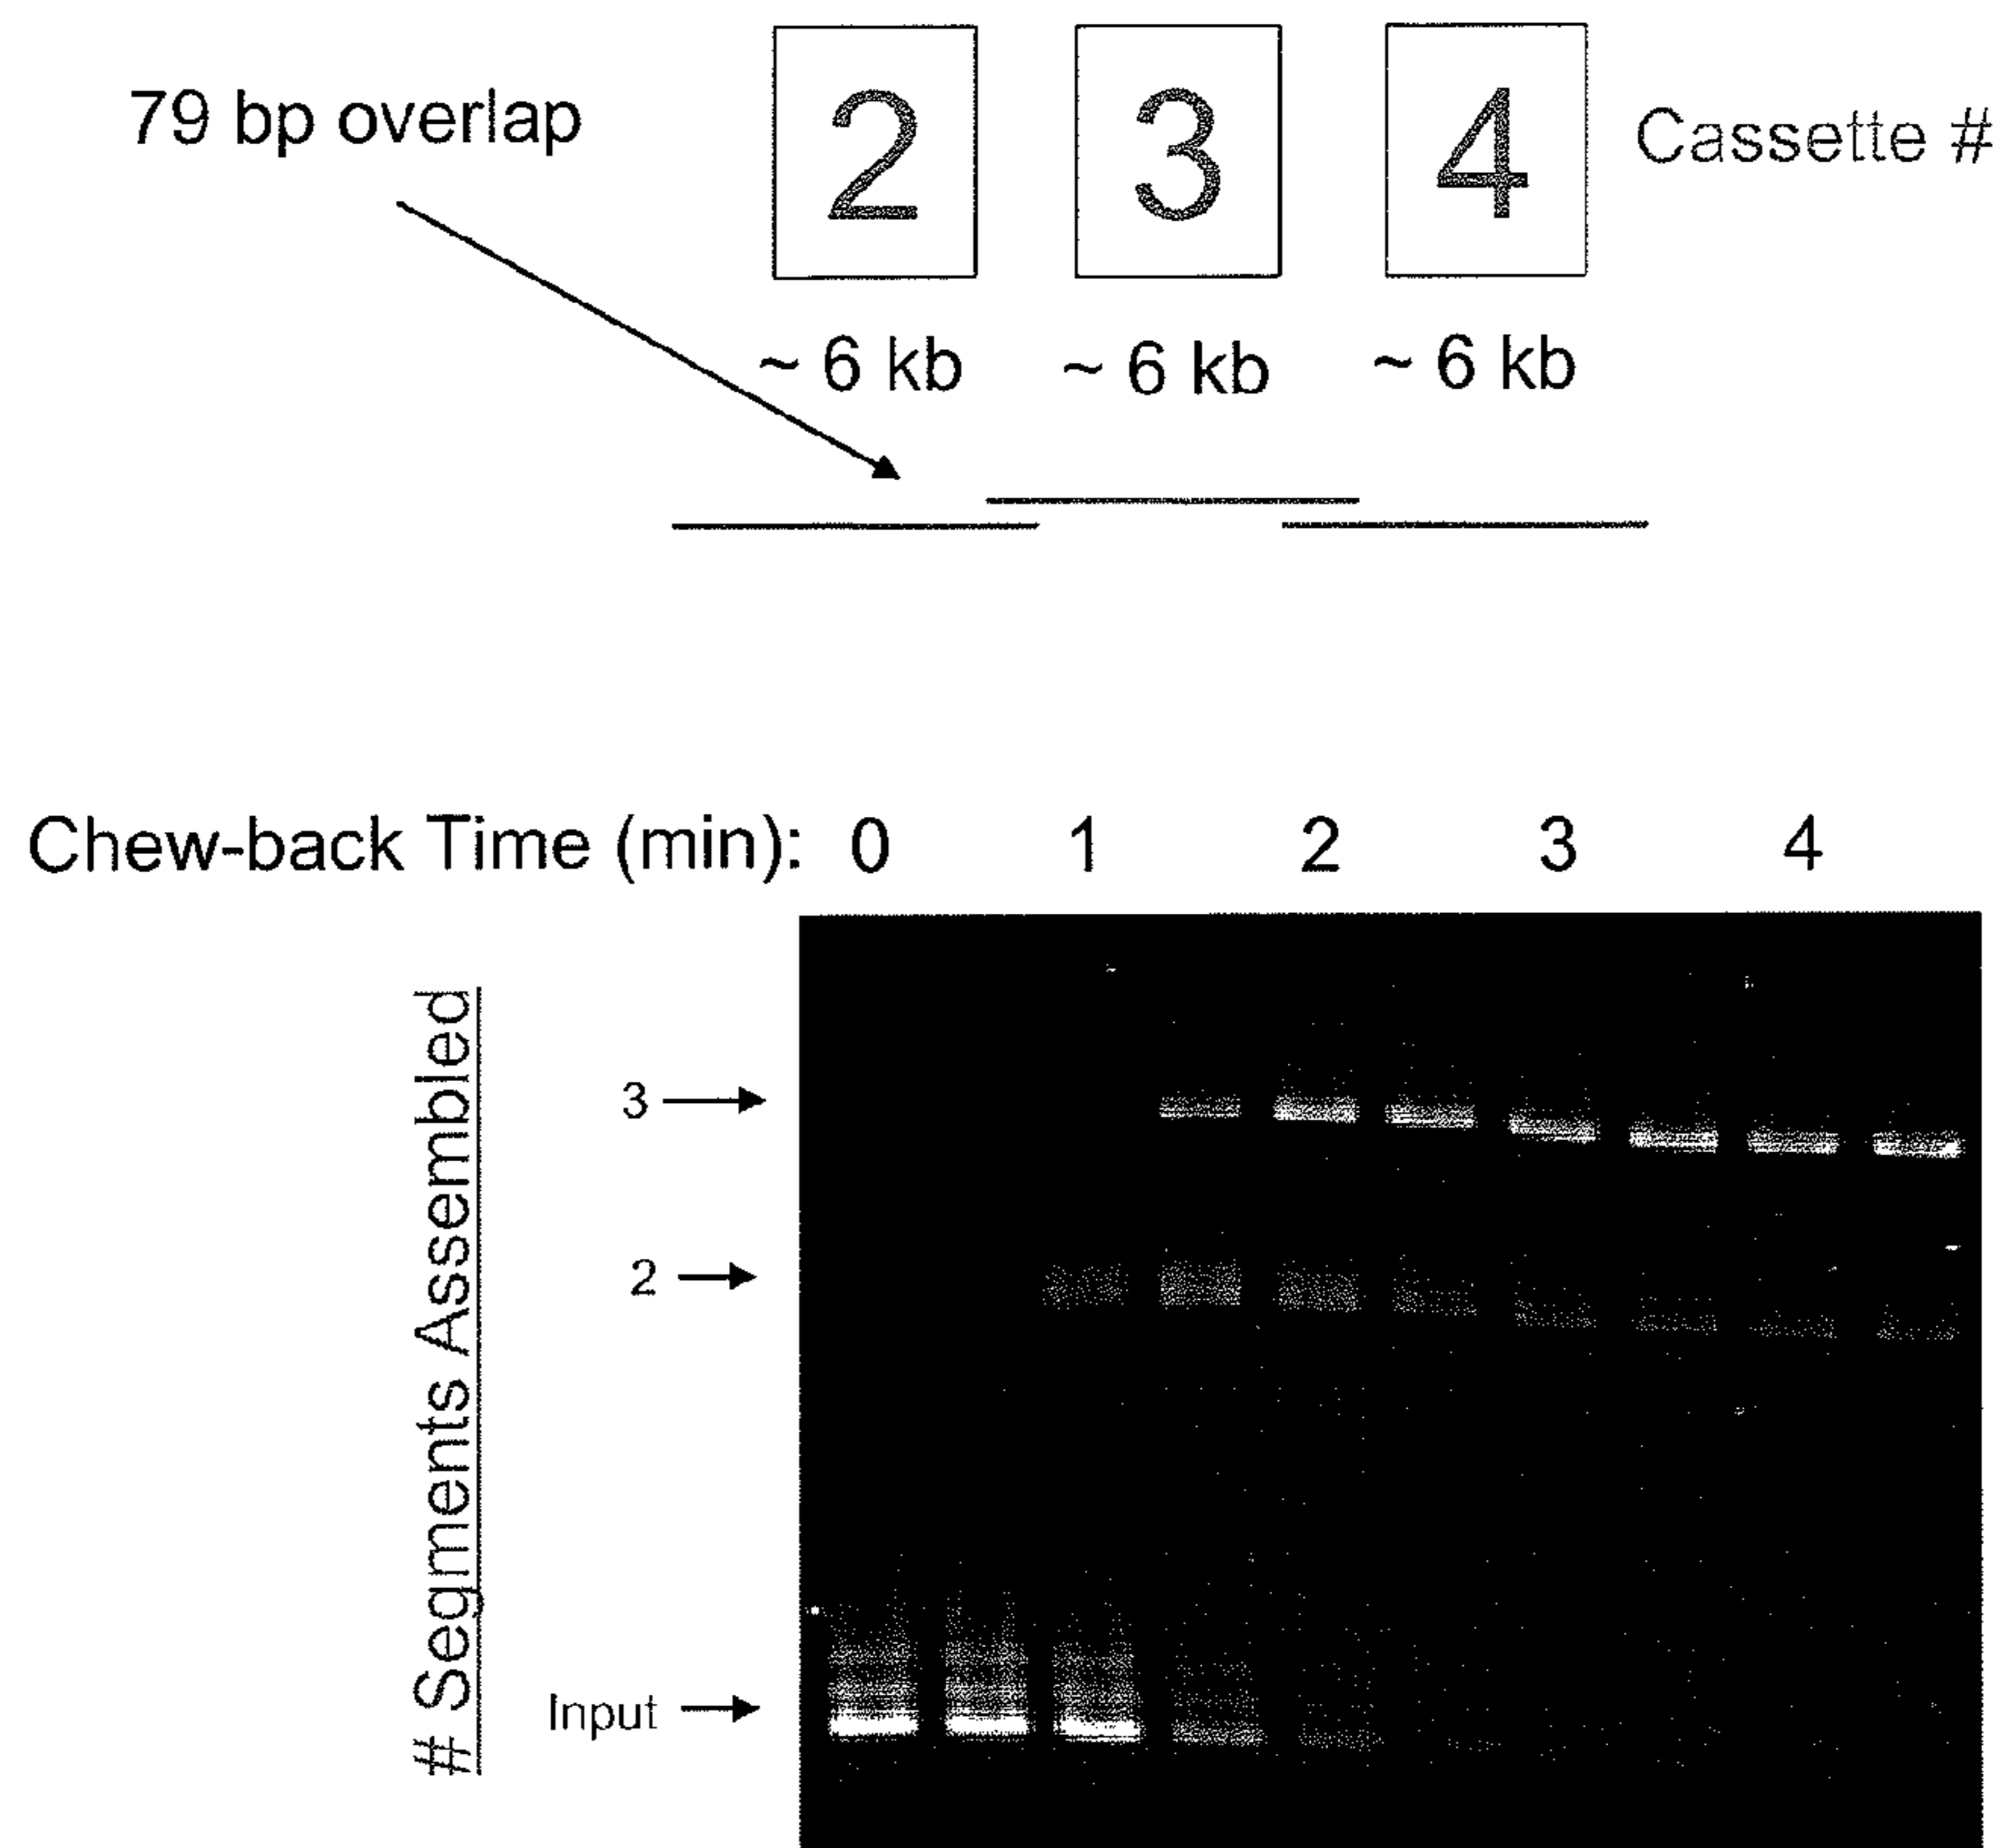 79 bp overlap
2 3 4 Cassette #
~ 6 kb ~ 6 kb ~ 6 kb
Chew-back Time (min): 0 1 2 3 4
# Segments Assembled
3
2
Input